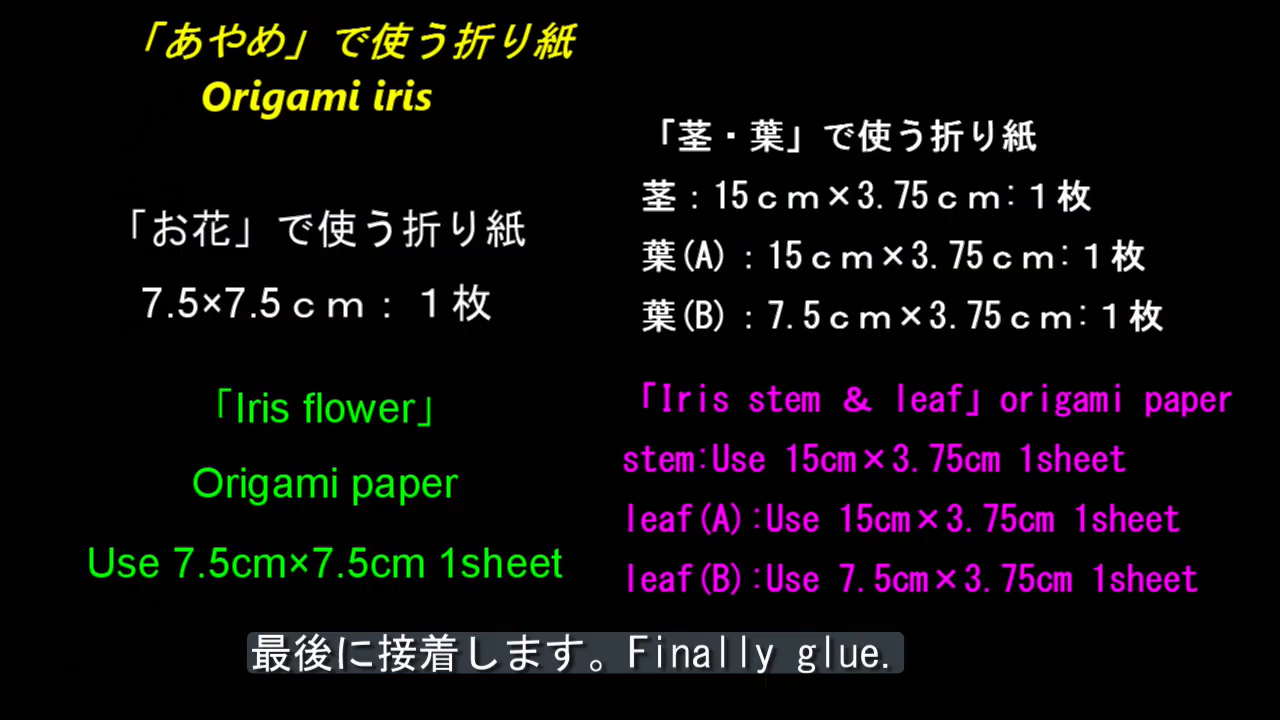 「あやめ」で使う折り紙
Origami iris
「お花」で使う折り紙
7.5×7.5ｃｍ：１枚
「Iris flower」
Origami paper
Use 7.5cm×7.5cm 1sheet
「茎・葉」で使う折り紙
茎：15ｃｍ×3.75ｃｍ:１枚
葉(A)：15ｃｍ×3.75ｃｍ:１枚
葉(B)：7.5ｃｍ×3.75ｃｍ:１枚
「Iris stem ＆ leaf」origami paper
stem:Use 15cm×3.75cm 1sheet
leaf(A):Use 15cm×3.75cm 1sheet
leaf(B):Use 7.5cm×3.75cm 1sheet
最後に接着します。Finally glue.